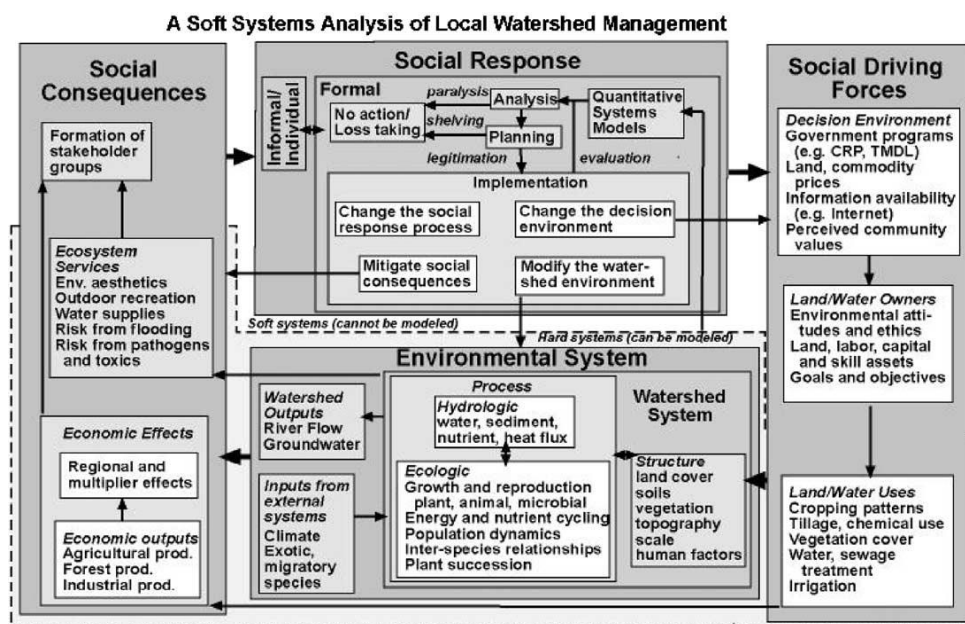 A Soft Systems Analysis of Local Watershed Management
Social
Consequences
Formation of
stakeholder
groups
Ecosystem
Services
Env. aesthetics
Outdoor recreation
Water supplies
Risk from flooding
Risk from pathogens
and toxics
Economic Effects
Regional and
multiplier effects
Economic outputs
Agricultural prod.
Forest prod.
Industrial prod.
Social Response
Informal/
Individual
Formal
No action/
Loss taking
paralysis
shelving
Analysis
Planning
Quantitative
Systems
Models
legitimation
evaluation
Implementation
Change the social
response process
Change the decision
environment
Mitigate social
consequences
Modify the water-
shed environment
Soft systems (cannot be modeled)
Hard systems (can be modeled)
Environmental System
Watershed
Outputs
River Flow
Groundwater
Inputs from
external
systems
Climate
Exotic,
migratory
species
Process
Hydrologic
water, sediment,
nutrient, heat flux
Ecologic
Growth and reproduction
plant, animal, microbial
Energy and nutrient cycling
Population dynamics
Inter-species relationships
Plant succession
Watershed
System
Structure
land cover
soils
vegetation
topography
scale
human factors
Social Driving
Forces
Decision Environment
Government programs
(e.g. CRP, TMDL)
Land, commodity
prices
Information availability
(e.g. Internet)
Perceived community
values
Land/Water Owners
Environmental atti-
tudes and ethics
Land, labor, capital
and skill assets
Goals and objectives
Land/Water Uses
Cropping patterns
Tillage, chemical use
Vegetation cover
Water, sewage
treatment
Irrigation